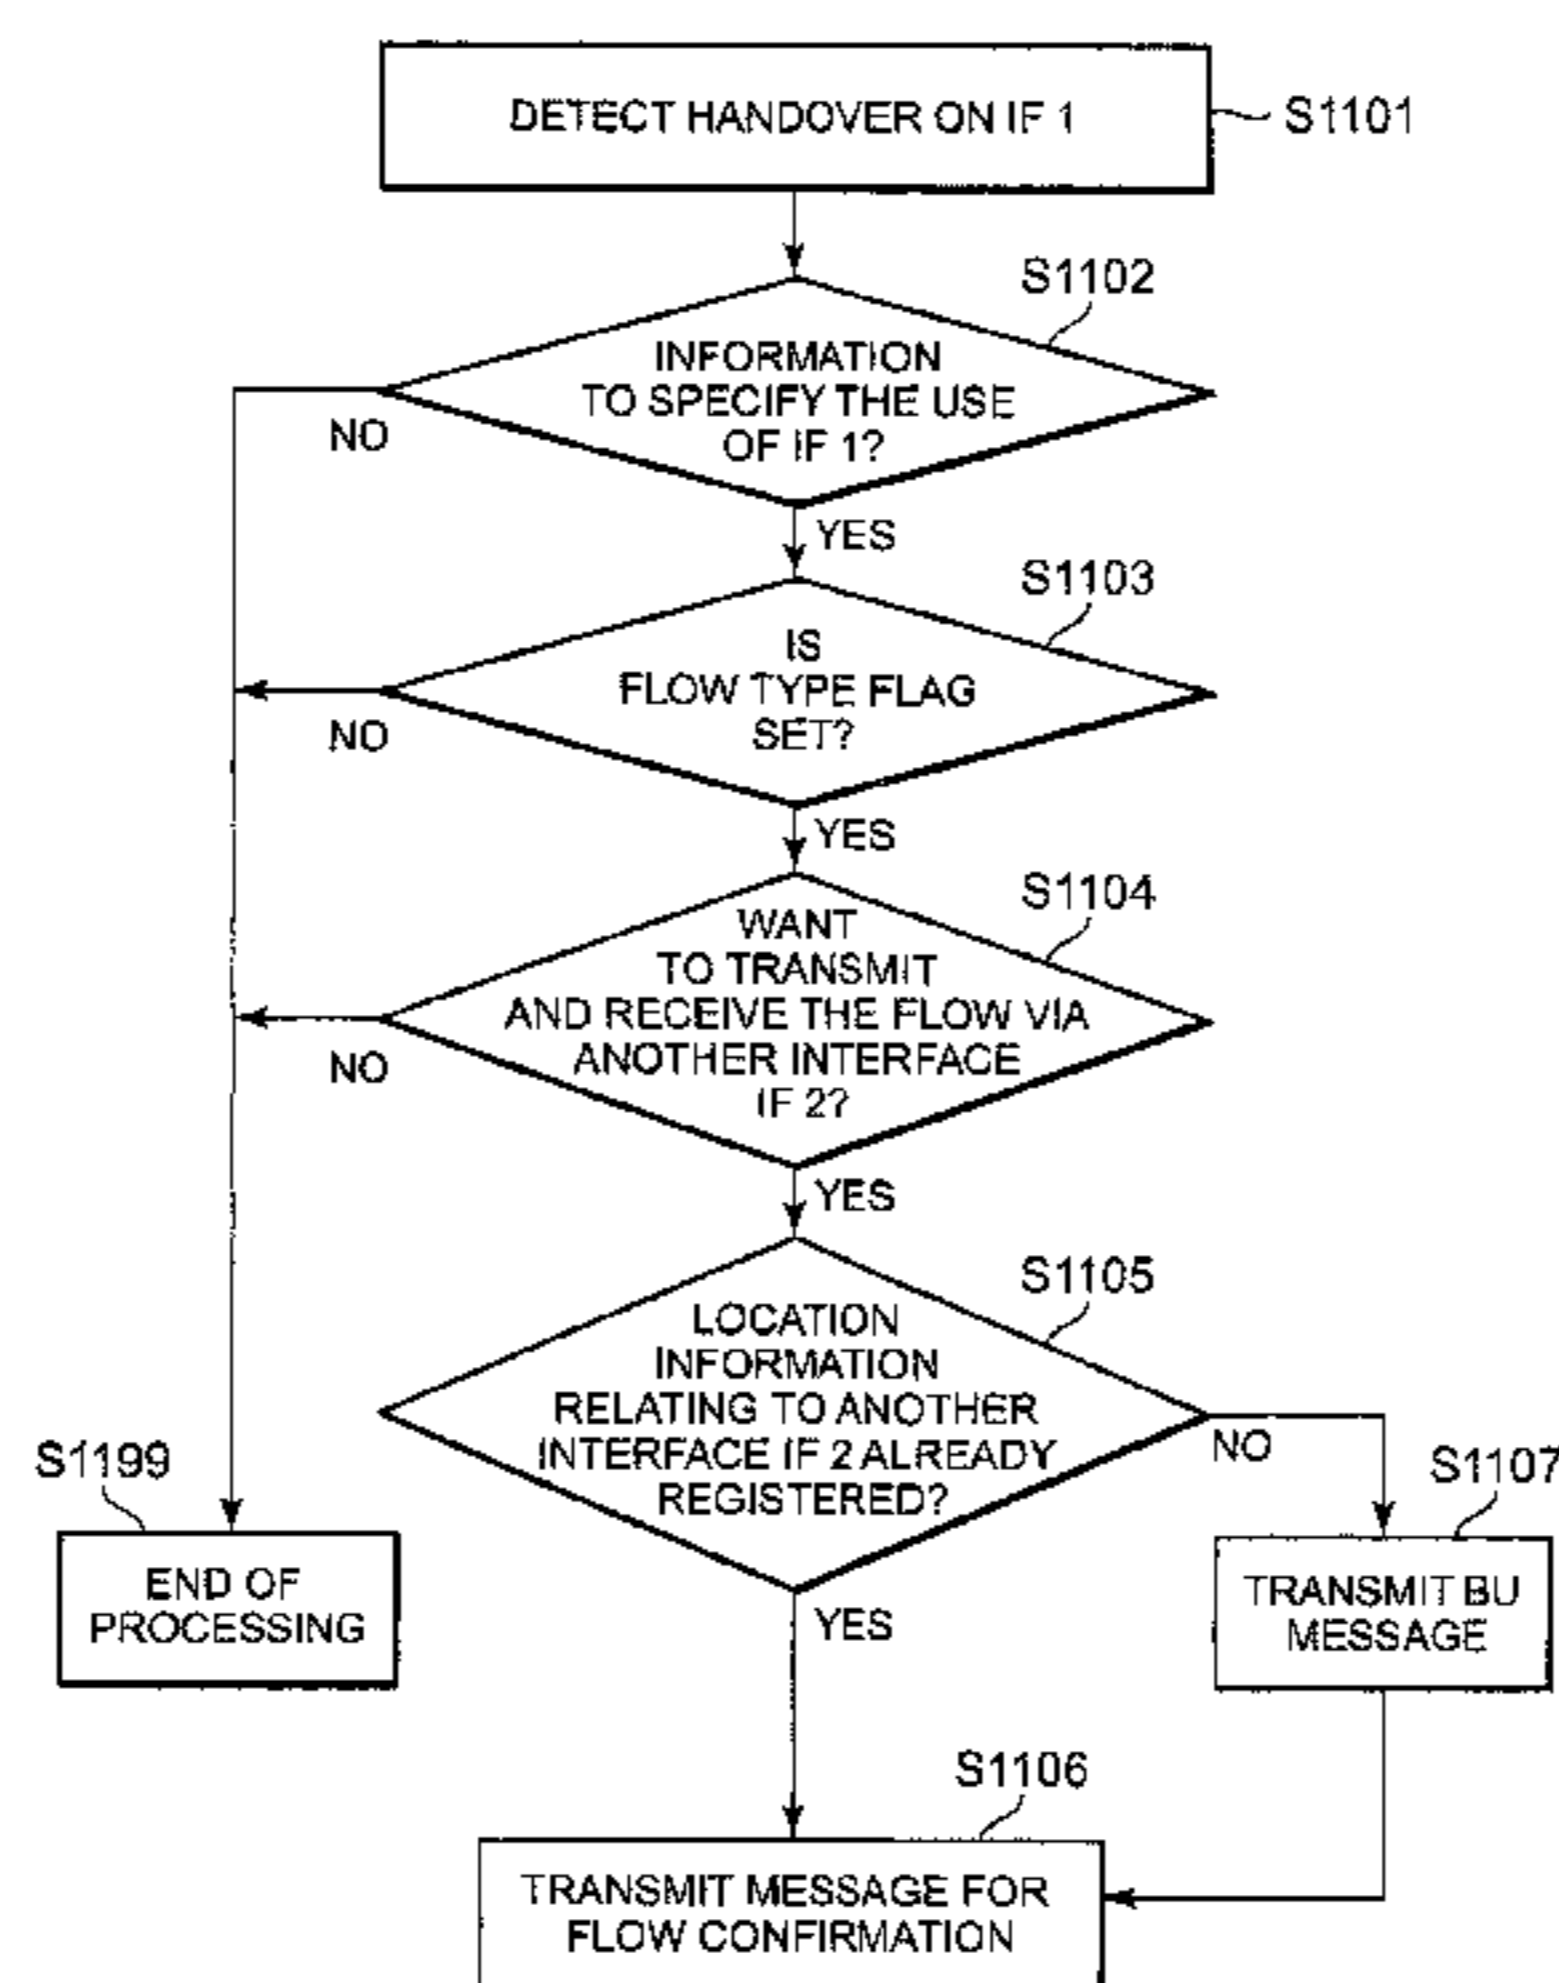 DETECT HANDOVER ON IF 1
S1101
S1102
INFORMATION
TO SPECIFY THE USE
OF IF 1?
NO
YES
S1103
IS
FLOW TYPE FLAG
SET?
NO
YES
S1104
WANT
TO TRANSMIT
AND RECEIVE THE FLOW VIA
ANOTHER INTERFACE
IF 2?
NO
YES
S1105
LOCATION
INFORMATION
RELATING TO ANOTHER
INTERFACE IF 2 ALREADY
REGISTERED?
NO
YES
S1199
END OF
PROCESSING
S1107
TRANSMIT BU
MESSAGE
S1106
TRANSMIT MESSAGE FOR
FLOW CONFIRMATION